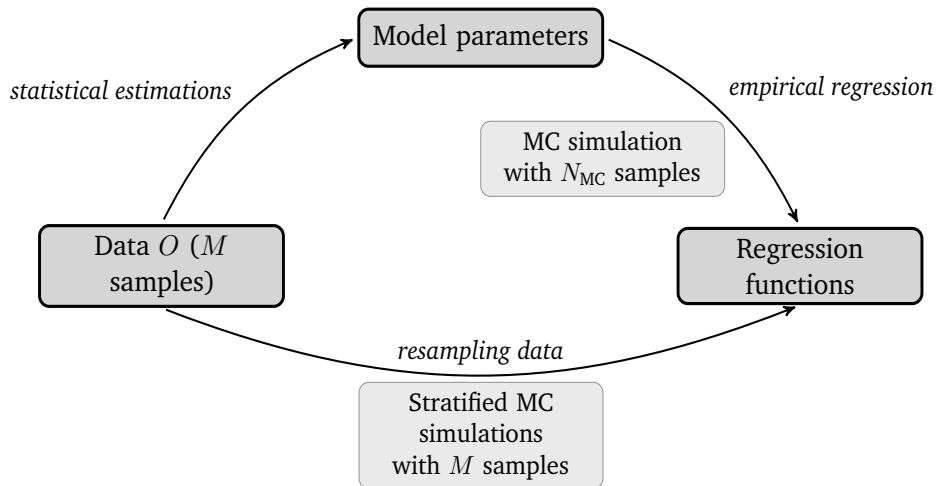 Model parameters
statistical estimations
empirical regression
MC simulation
with N_MC samples
Data O (M
samples)
Regression
functions
resampling data
Stratified MC
simulations
with M samples